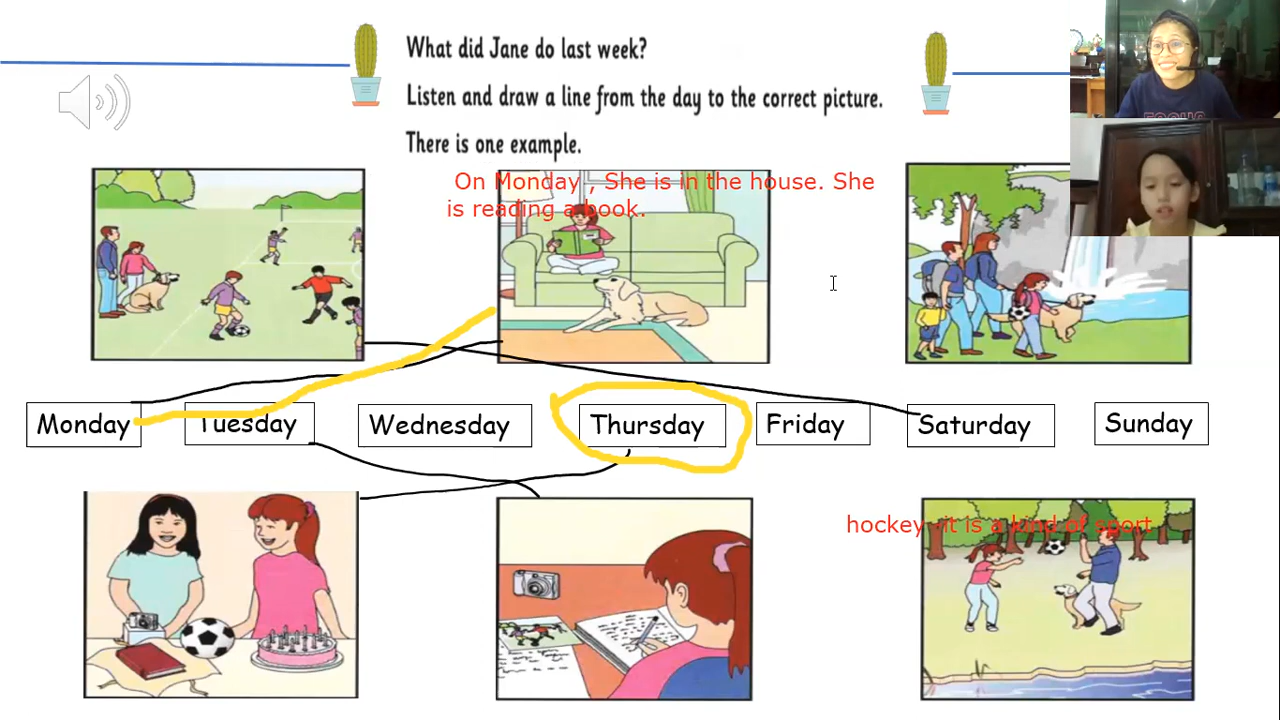 What did Jane do last week?
Listen and draw a line from the day to the correct picture.
There is one example.
On Monday , She is in the house. She
is reading a book.
Monday
Tuesday
Wednesday
Thursday
Friday
Saturday
Sunday